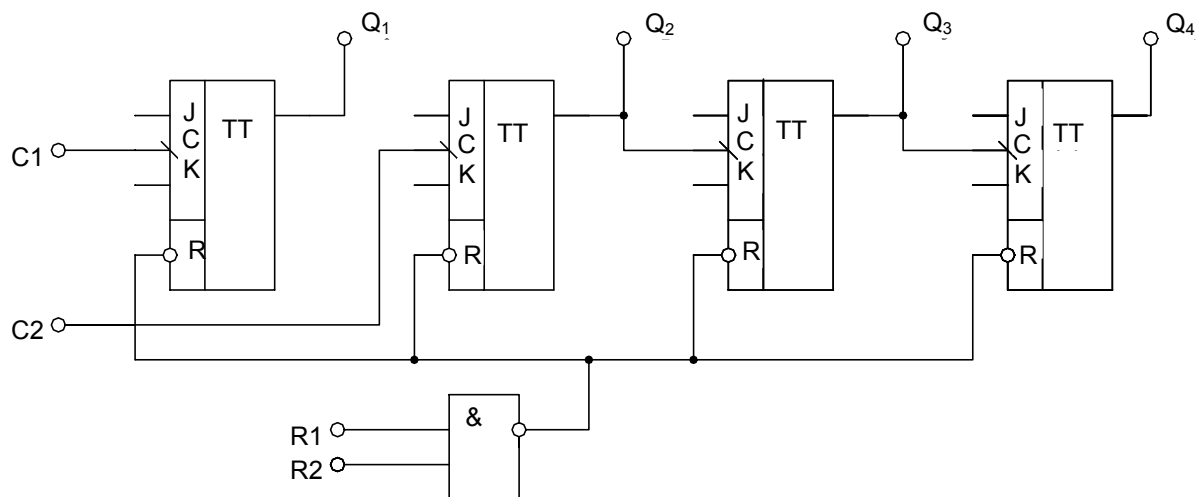 Q₁ Q₂ Q₃ Q₄
J J J J
TT TT TT TT
C C C C
C1
K K K K
R R R R
C2
&
R1
R2